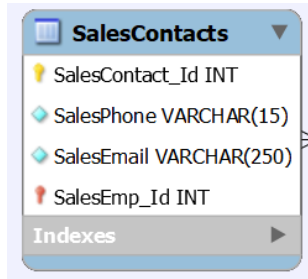 SalesContacts
SalesContact_Id INT
SalesPhone VARCHAR(15)
SalesEmail VARCHAR(250)
SalesEmp_Id INT
Indexes